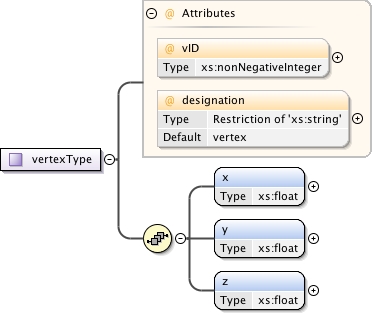 @ Attributes
@ vID
Type xs:nonNegativeInteger
@ designation
Type Restriction of 'xs:string'
Default vertex
vertexType
x
Type xs:float
y
Type xs:float
z
Type xs:float